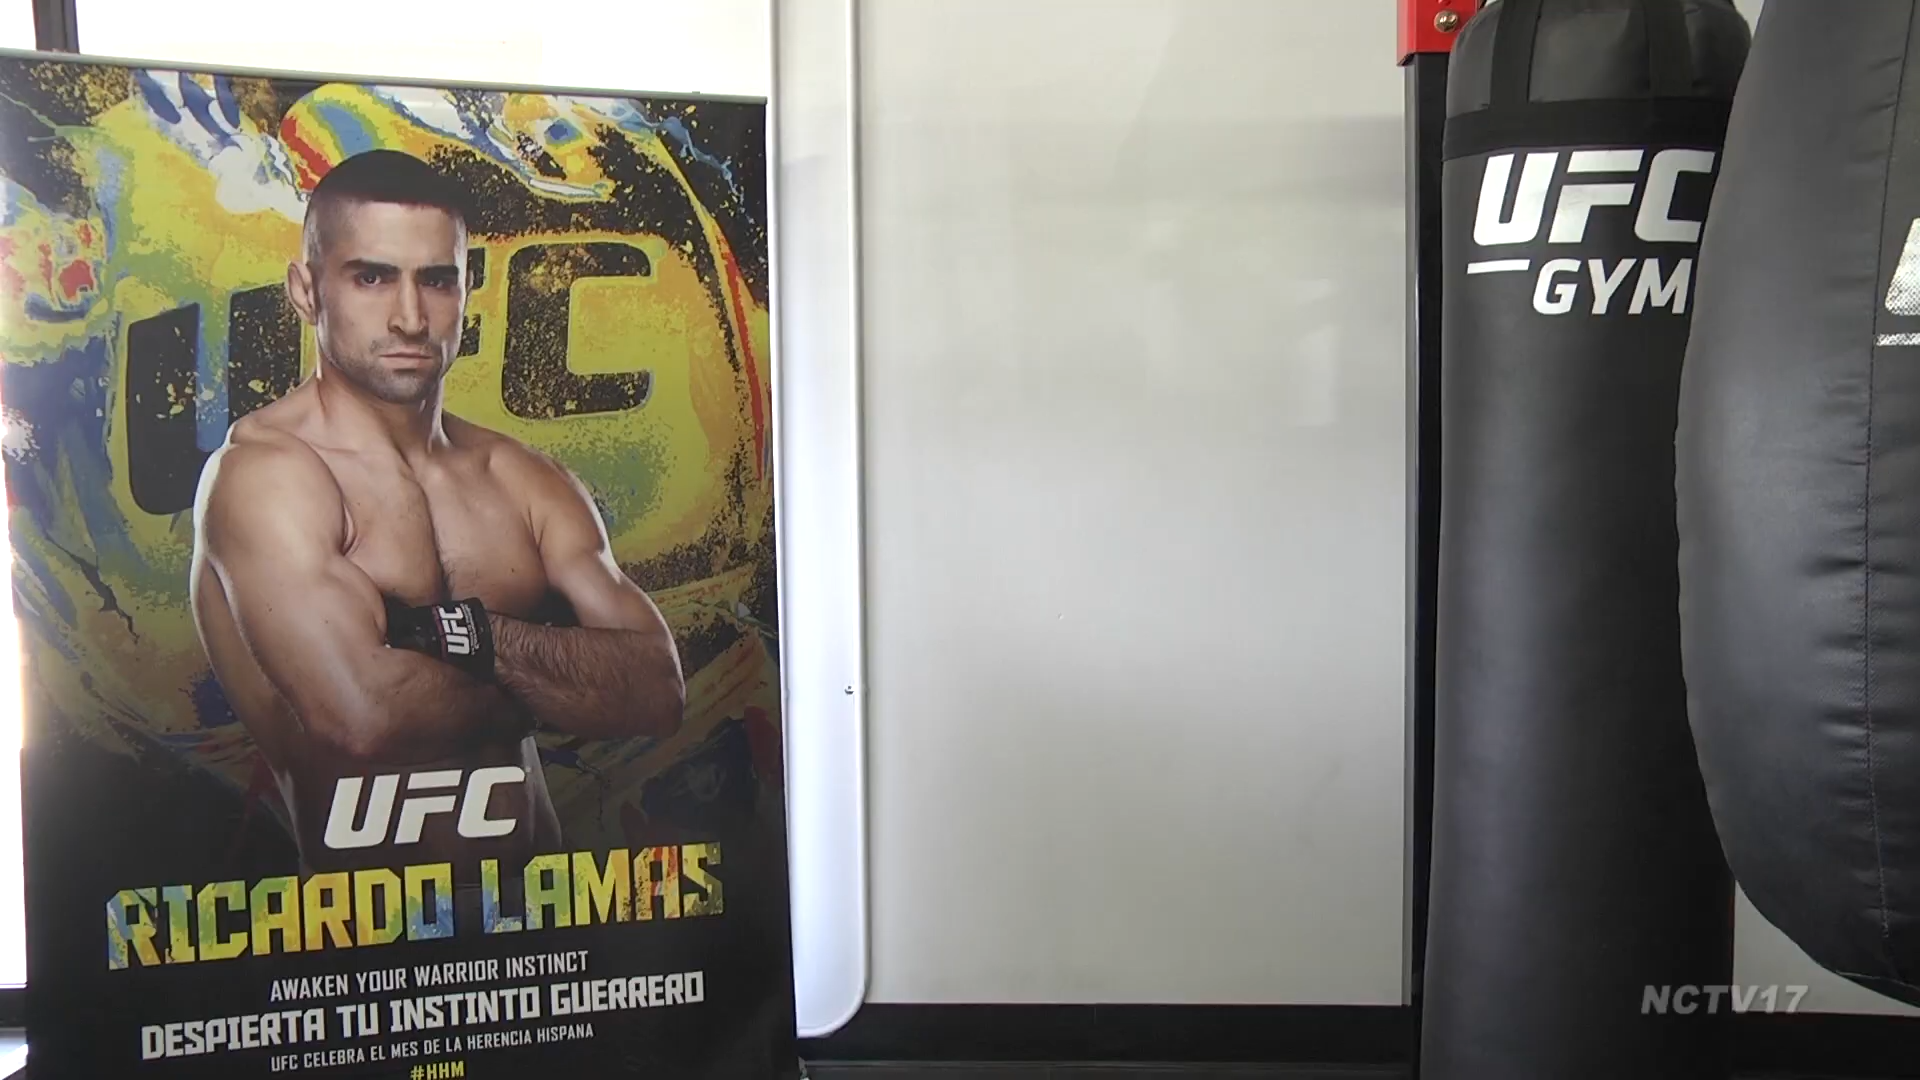 UFC
UFC
UFC
RICARDO LAMAS
AWAKEN YOUR WARRIOR INSTINCT
DESPIERTA TU INSTINTO GUERRERO
UFC CELEBRA EL MES DE LA HERENCIA HISPANA
#HHM
UFC
GYM
NCTV17